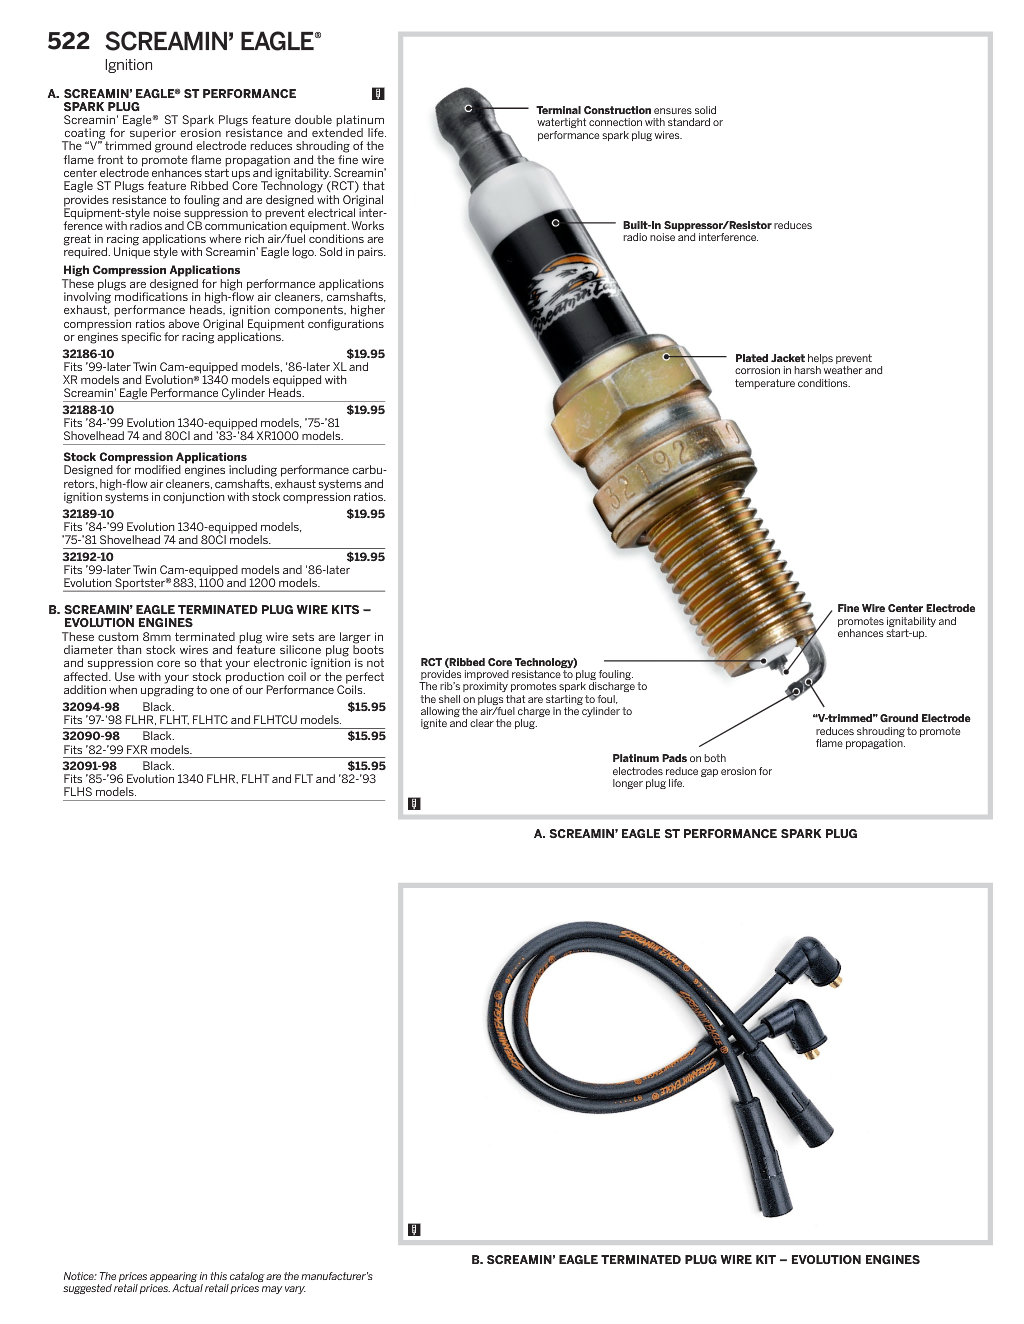 522 SCREAMIN’ EAGLE®
Ignition
A. SCREAMIN’ EAGLE® ST PERFORMANCE
SPARK PLUG
Screamin’ Eagle® ST Spark Plugs feature double platinum
coating for superior erosion resistance and extended life.
The “V” trimmed ground electrode reduces shrouding of the
flame front to promote flame propagation and the fine wire
center electrode enhances start ups and ignitability. Screamin’
Eagle ST Plugs feature Ribbed Core Technology (RCT) that
provides resistance to fouling and are designed with Original
Equipment-style noise suppression to prevent electrical inter-
ference with radios and CB communication equipment. Works
great in racing applications where rich air/fuel conditions are
required. Unique style with Screamin’ Eagle logo. Sold in pairs.
High Compression Applications
These plugs are designed for high performance applications
involving modifications in high-flow air cleaners, camshafts,
exhaust, performance heads, ignition components, higher
compression ratios above Original Equipment configurations
or engines specific for racing applications.
32186-10 $19.95
Fits ’99-later Twin Cam-equipped models, ’86-later XL and
XR models and Evolution® 1340 models equipped with
Screamin’ Eagle Performance Cylinder Heads.
32188-10 $19.95
Fits ’84-’99 Evolution 1340-equipped models, ’75-’81
Shovelhead 74 and 80CI and ’83-’84 XR1000 models.
Stock Compression Applications
Designed for modified engines including performance carbu-
retors, high-flow air cleaners, camshafts, exhaust systems and
ignition systems in conjunction with stock compression ratios.
32189-10 $19.95
Fits ’84-’99 Evolution 1340-equipped models,
’75-’81 Shovelhead 74 and 80CI models.
32192-10 $19.95
Fits ’99-later Twin Cam-equipped models and ’86-later
Evolution Sportster® 883, 1100 and 1200 models.
B. SCREAMIN’ EAGLE TERMINATED PLUG WIRE KITS –
EVOLUTION ENGINES
These custom 8mm terminated plug wire sets are larger in
diameter than stock wires and feature silicone plug boots
and suppression core so that your electronic ignition is not
affected. Use with your stock production coil or the perfect
addition when upgrading to one of our Performance Coils.
32094-98 Black. $15.95
Fits ’97-’98 FLHR, FLHT, FLHTC and FLHTCU models.
32090-98 Black. $15.95
Fits ’82-’99 FXR models.
32091-98 Black. $15.95
Fits ’85-’96 Evolution 1340 FLHR, FLHT and FLT and ’82-’93
FLHS models.
Notice: The prices appearing in this catalog are the manufacturer’s
suggested retail prices. Actual retail prices may vary.
Terminal Construction ensures solid
watertight connection with standard or
performance spark plug wires.
Built-In Suppressor/Resistor reduces
radio noise and interference.
Screamin' Eagle
Plated Jacket helps prevent
corrosion in harsh weather and
temperature conditions.
32192-10
Fine Wire Center Electrode
promotes ignitability and
enhances start-up.
RCT (Ribbed Core Technology)
provides improved resistance to plug fouling.
The rib’s proximity promotes spark discharge to
the shell on plugs that are starting to foul,
allowing the air/fuel charge in the cylinder to
ignite and clear the plug.
“V-trimmed” Ground Electrode
reduces shrouding to promote
flame propagation.
Platinum Pads on both
electrodes reduce gap erosion for
longer plug life.
A. SCREAMIN’ EAGLE ST PERFORMANCE SPARK PLUG
SCREAMIN' EAGLE ®
97
SCREAMIN' EAGLE ®
SCREAMIN' EAGLE ®
97
SCREAMIN' EAGLE ®
97
B. SCREAMIN’ EAGLE TERMINATED PLUG WIRE KIT – EVOLUTION ENGINES